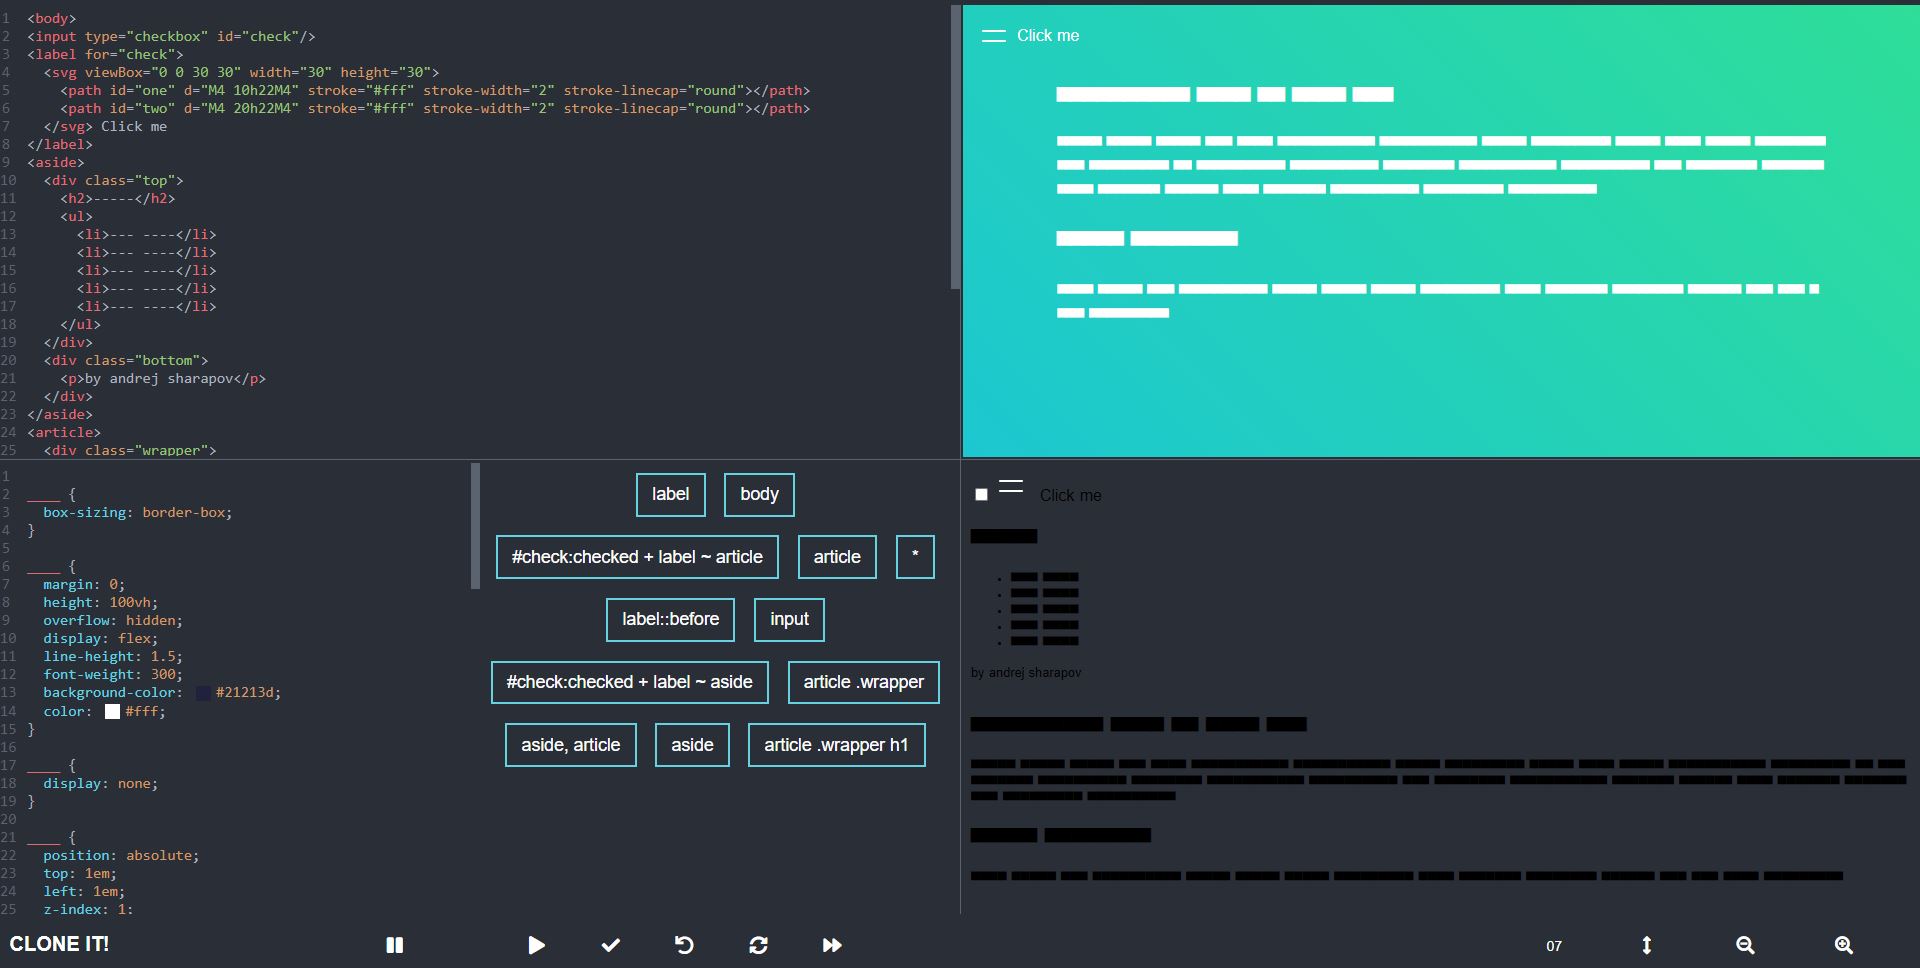 1 <body>
2 <input type="checkbox" id="check"/>
3 <label for="check">
4 <svg viewBox="0 0 30 30" width="30" height="30">
5 <path id="one" d="M4 10h22M4" stroke="#fff" stroke-width="2" stroke-linecap="round"></path>
6 <path id="two" d="M4 20h22M4" stroke="#fff" stroke-width="2" stroke-linecap="round"></path>
7 </svg> Click me
8 </label>
9 <aside>
10 <div class="top">
11 <h2>-----</h2>
12 <ul>
13 <li>--- ----</li>
14 <li>--- ----</li>
15 <li>--- ----</li>
16 <li>--- ----</li>
17 <li>--- ----</li>
18 </ul>
19 </div>
20 <div class="bottom">
21 <p>by andrej sharapov</p>
22 </div>
23 </aside>
24 <article>
25 <div class="wrapper">
Click me
1
2 ____ {
3 box-sizing: border-box;
4 }
5
6 ____ {
7 margin: 0;
8 height: 100vh;
9 overflow: hidden;
10 display: flex;
11 line-height: 1.5;
12 font-weight: 300;
13 background-color: #21213d;
14 color: #fff;
15 }
16
17 ____ {
18 display: none;
19 }
20
21 ____ {
22 position: absolute;
23 top: 1em;
24 left: 1em;
25 z-index: 1;
label body
#check:checked + label ~ article article *
label::before input
#check:checked + label ~ aside article .wrapper
aside, article aside article .wrapper h1
Click me
by andrej sharapov
CLONE IT!
07